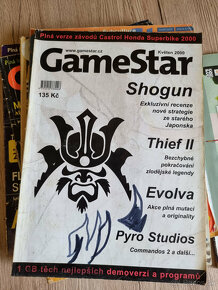 Plná verze závodů Castrol Honda Superbike 2000
www.gamestar.cz
Květen 2000
GameStar
135 Kč
Shogun
Exkluzivní recenze
nové strategie
ze starého
Japonska
Thief II
Bezchybné
pokračování
zlodějské legendy
Evolva
Akce plná mutací
a originality
Pyro Studios
Commandos 2 a další...
1 GB těch nejlepších demoverzí a programů